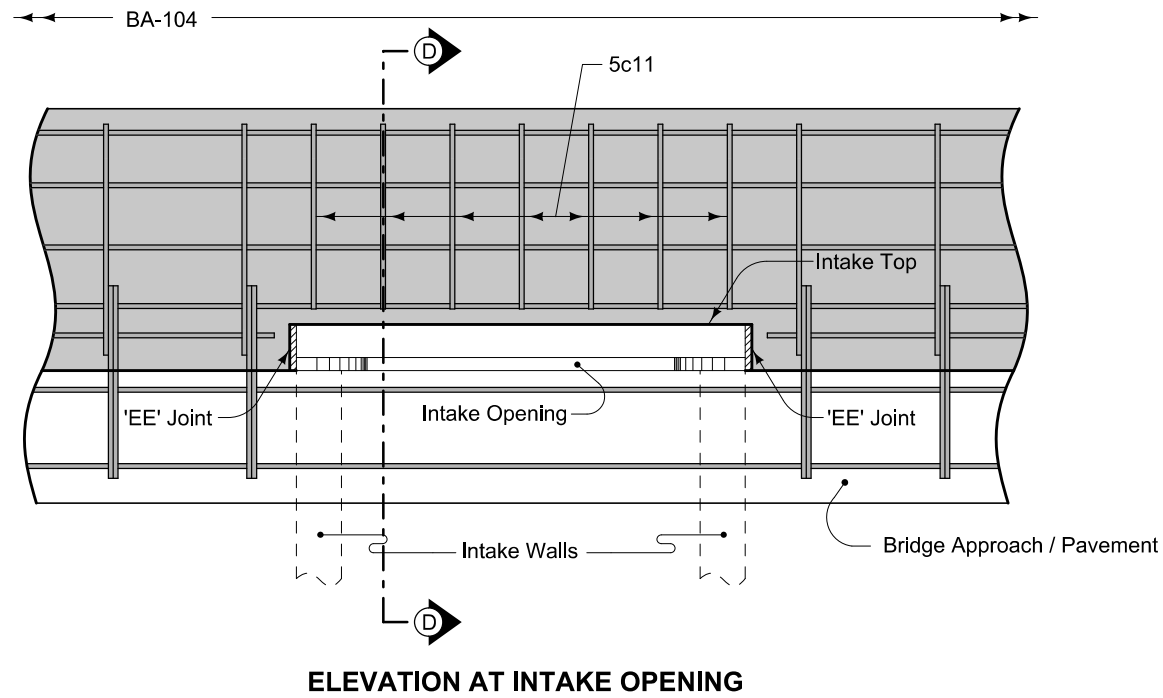 BA-104
D
5c11
Intake Top
'EE' Joint
Intake Opening
'EE' Joint
Intake Walls
Bridge Approach / Pavement
D
ELEVATION AT INTAKE OPENING